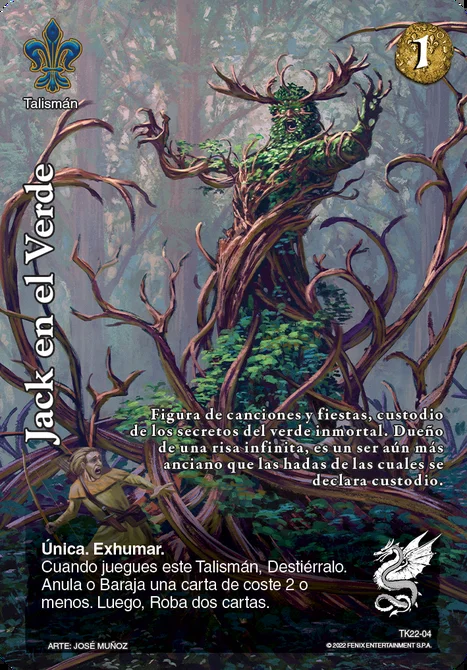 1
Talismán
Jack en el Verde
Figura de canciones y fiestas, custodio
de los secretos del verde inmortal. Dueño
de una risa infinita, es un ser aún más
anciano que las hadas de las cuales se
declara custodio.
Única. Exhumar.
Cuando juegues este Talismán, Destiérralo.
Anula o Baraja una carta de coste 2 o
menos. Luego, Roba dos cartas.
TK22-04
ARTE: JOSÉ MUÑOZ
©2022 FENIX ENTERTAINMENT S.P.A.